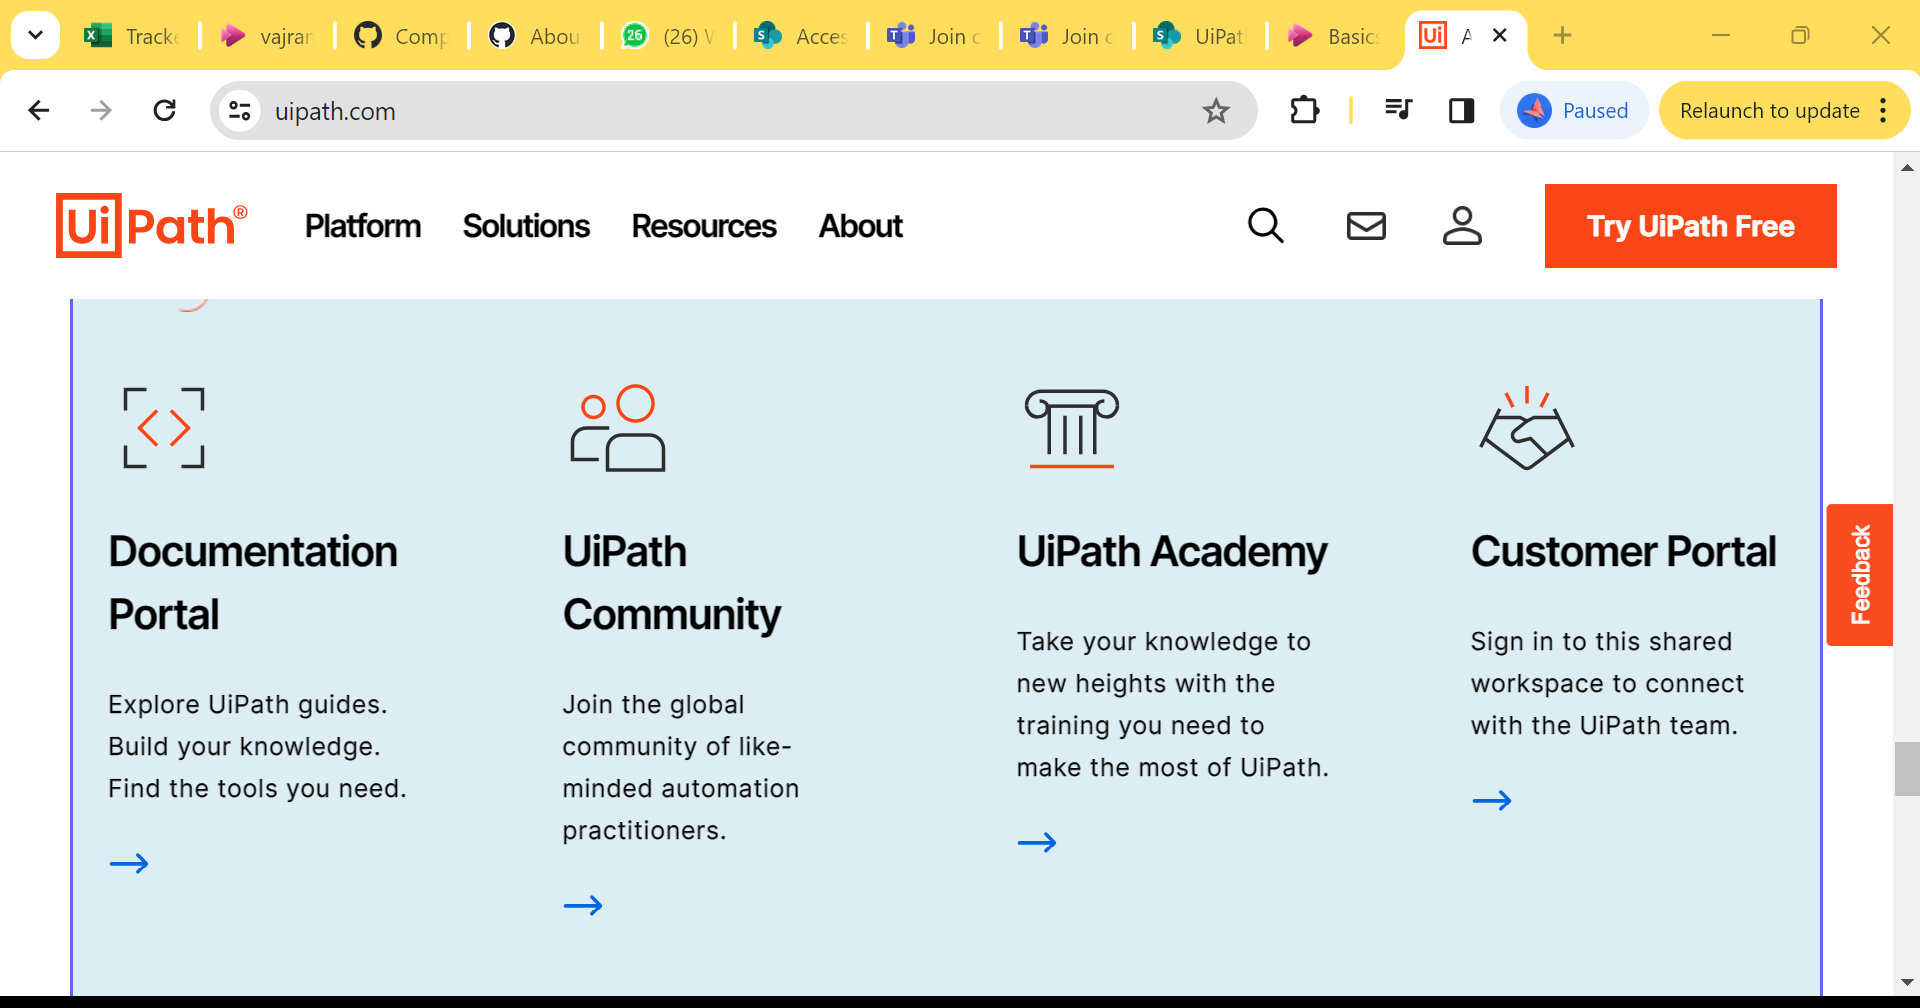 Tracke
vajran
Comp
Abou
26
(26) W
Acces
Join c
Join c
UiPat
Basics
Ui
A
uipath.com
Paused
Relaunch to update
UiPath®
Platform
Solutions
Resources
About
Try UiPath Free
Documentation
Portal
Explore UiPath guides.
Build your knowledge.
Find the tools you need.
UiPath
Community
Join the global
community of like-
minded automation
practitioners.
UiPath Academy
Take your knowledge to
new heights with the
training you need to
make the most of UiPath.
Customer Portal
Sign in to this shared
workspace to connect
with the UiPath team.
Feedback